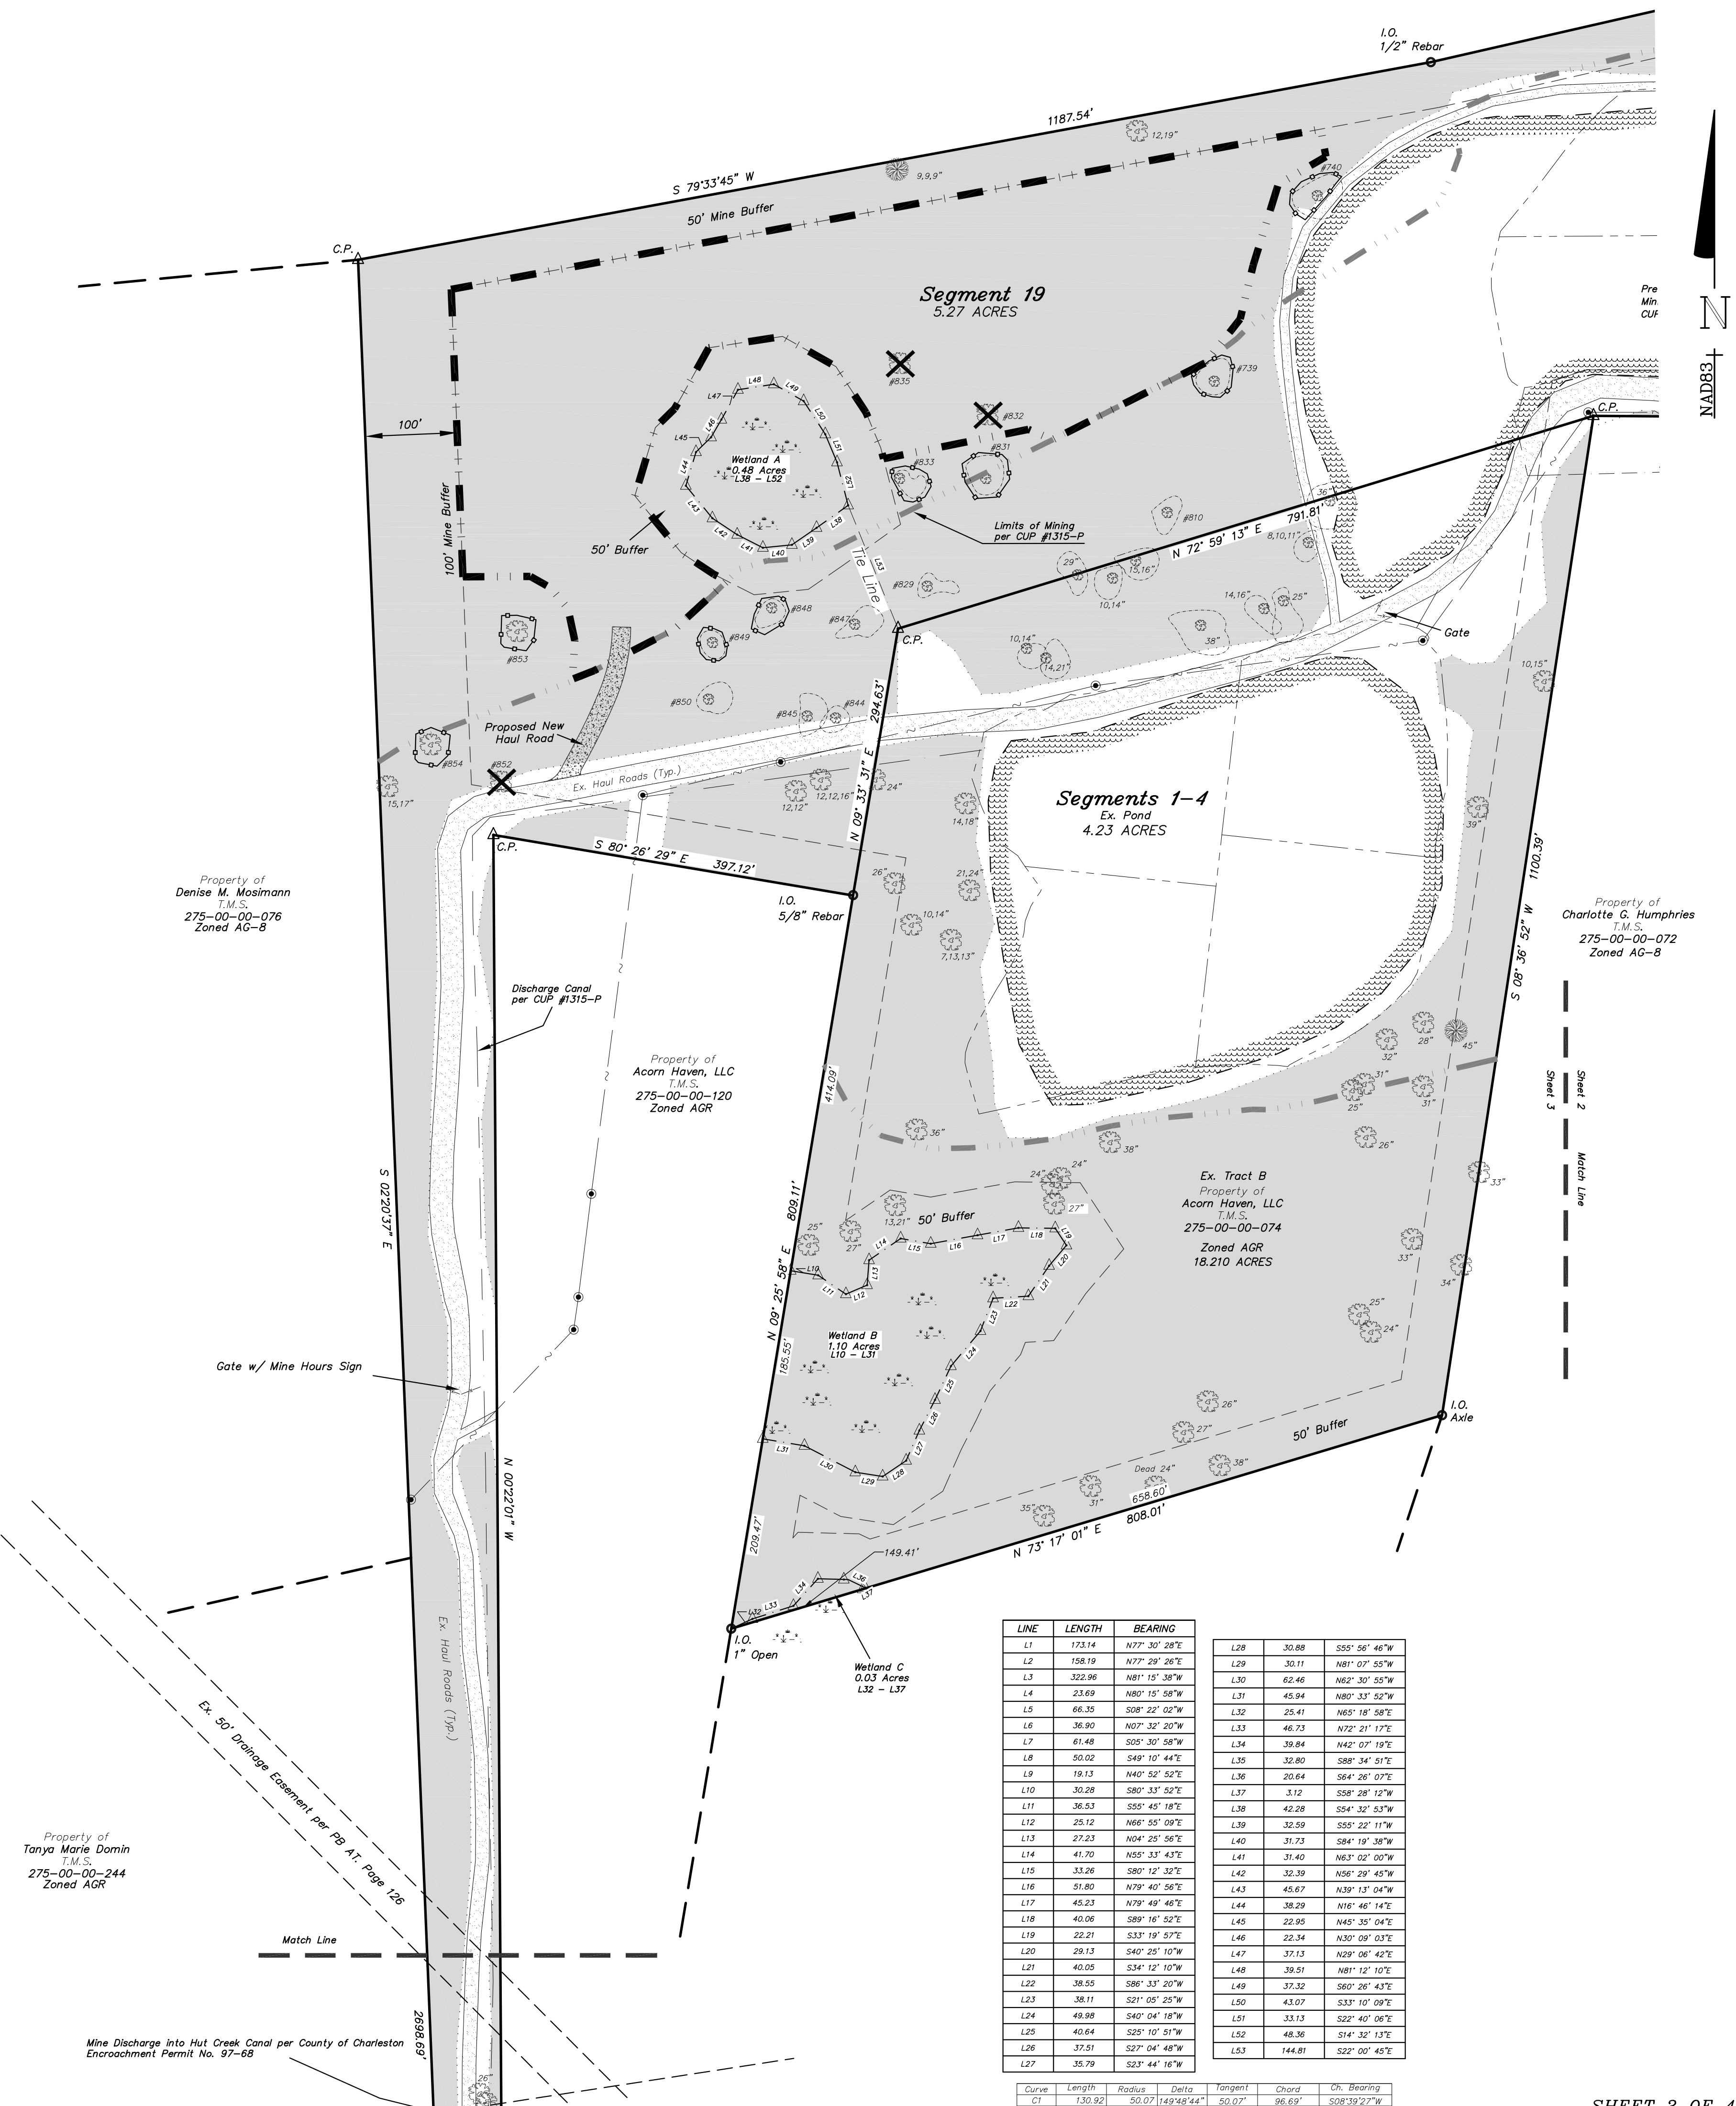 I.O.
1/2" Rebar
1187.54'
12,19"
S 79°33'45" W
9,9,9"
#740
50' Mine Buffer
C.P.
Segment 19
5.27 ACRES
Pre
Min.
CUP
N
NAD83
#835
#739
#832
C.P.
100'
L48
L47
L49
L46
L50
L45
L51
L44
L52
Wetland A
0.48 Acres
L38 - L52
#833
#831
100' Mine Buffer
L43
L42
L41
L40
L39
L38
50' Buffer
36"
#810
Limits of Mining
per CUP #1315-P
N 72° 59' 13" E
791.81'
8,10,11"
Tie Line
L53
29"
15,16"
10,14"
#829
14,16"
25"
#848
#847
#849
#853
C.P.
38"
Gate
10,14"
14,21"
10,15"
#850
#845
#844
294.63'
Proposed New
Haul Road
#854
#852
15,17"
Ex. Haul Roads (Typ.)
12,12"
12,12,16"
24"
N 09° 33' 31" E
14,18"
Segments 1-4
Ex. Pond
4.23 ACRES
39"
C.P.
S 80° 26' 29" E
397.12'
1100.39'
26"
21,24"
I.O.
5/8" Rebar
10,14"
7,13,13"
Property of
Denise M. Mosimann
T.M.S.
275-00-00-076
Zoned AG-8
Property of
Charlotte G. Humphries
T.M.S.
275-00-00-072
Zoned AG-8
S 08° 36' 52" W
Discharge Canal
per CUP #1315-P
28"
32"
45"
Property of
Acorn Haven, LLC
T.M.S.
275-00-00-120
Zoned AGR
414.09'
31"
25"
31"
Sheet 3
Sheet 2
36"
38"
26"
Match Line
S 02°20'37" E
809.11'
24"
24"
27"
33"
Ex. Tract B
Property of
Acorn Haven, LLC
T.M.S.
275-00-00-074
Zoned AGR
18.210 ACRES
13,21"
50' Buffer
25"
27"
33"
34"
L10
L11
L12
L13
L14
L15
L16
L17
L18
L19
L20
L21
L22
L23
L24
L25
L26
L27
L28
L29
L30
L31
N 09° 25' 58" E
185.55'
Wetland B
1.10 Acres
L10 - L31
25"
24"
Gate w/ Mine Hours Sign
26"
27"
50' Buffer
I.O.
Axle
N 00°22'01" W
Dead 24"
38"
31"
35"
658.60'
808.01'
N 73° 17' 01" E
209.47'
149.41'
L32
L33
L34
L36
L37
I.O.
1" Open
Wetland C
0.03 Acres
L32 - L37
Ex. Haul Roads (Typ.)
Ex. 50' Drainage Easement per PB AT. Page 126
Property of
Tanya Marie Domin
T.M.S.
275-00-00-244
Zoned AGR
Match Line
2698.69'
Mine Discharge into Hut Creek Canal per County of Charleston
Encroachment Permit No. 97-68
26"
LINE LENGTH BEARING
L1 173.14 N77° 30' 28"E
L2 158.19 N77° 29' 26"E
L3 322.96 N81° 15' 38"W
L4 23.69 N80° 15' 58"W
L5 66.35 S08° 22' 02"W
L6 36.90 N07° 32' 20"W
L7 61.48 S05° 30' 58"W
L8 50.02 S49° 10' 44"E
L9 19.13 N40° 52' 52"E
L10 30.28 S80° 33' 52"E
L11 36.53 S55° 45' 18"E
L12 25.12 N66° 55' 09"E
L13 27.23 N04° 25' 56"E
L14 41.70 N55° 33' 43"E
L15 33.26 S80° 12' 32"E
L16 51.80 N79° 40' 56"E
L17 45.23 N79° 49' 46"E
L18 40.06 S89° 16' 52"E
L19 22.21 S33° 19' 57"E
L20 29.13 S40° 25' 10"W
L21 40.05 S34° 12' 10"W
L22 38.55 S86° 33' 20"W
L23 38.11 S21° 05' 25"W
L24 49.98 S40° 04' 18"W
L25 40.64 S25° 10' 51"W
L26 37.51 S27° 04' 48"W
L27 35.79 S23° 44' 16"W
L28 30.88 S55° 56' 46"W
L29 30.11 N81° 07' 55"W
L30 62.46 N62° 30' 55"W
L31 45.94 N80° 33' 52"W
L32 25.41 N65° 18' 58"E
L33 46.73 N72° 21' 17"E
L34 39.84 N42° 07' 19"E
L35 32.80 S88° 34' 51"E
L36 20.64 S64° 26' 07"E
L37 3.12 S58° 28' 12"W
L38 42.28 S54° 32' 53"W
L39 32.59 S55° 22' 11"W
L40 31.73 S84° 19' 38"W
L41 31.40 N63° 02' 00"W
L42 32.39 N56° 29' 45"W
L43 45.67 N39° 13' 04"W
L44 38.29 N16° 46' 14"E
L45 22.95 N45° 35' 04"E
L46 22.34 N30° 09' 03"E
L47 37.13 N29° 06' 42"E
L48 39.51 N81° 12' 10"E
L49 37.32 S60° 26' 43"E
L50 43.07 S33° 10' 09"E
L51 33.13 S22° 40' 06"E
L52 48.36 S14° 32' 13"E
L53 144.81 S22° 00' 45"E
Curve Length Radius Delta Tangent Chord Ch. Bearing
C1 130.92 50.07 149°48'44" 50.07' 96.69' S08°39'27"W